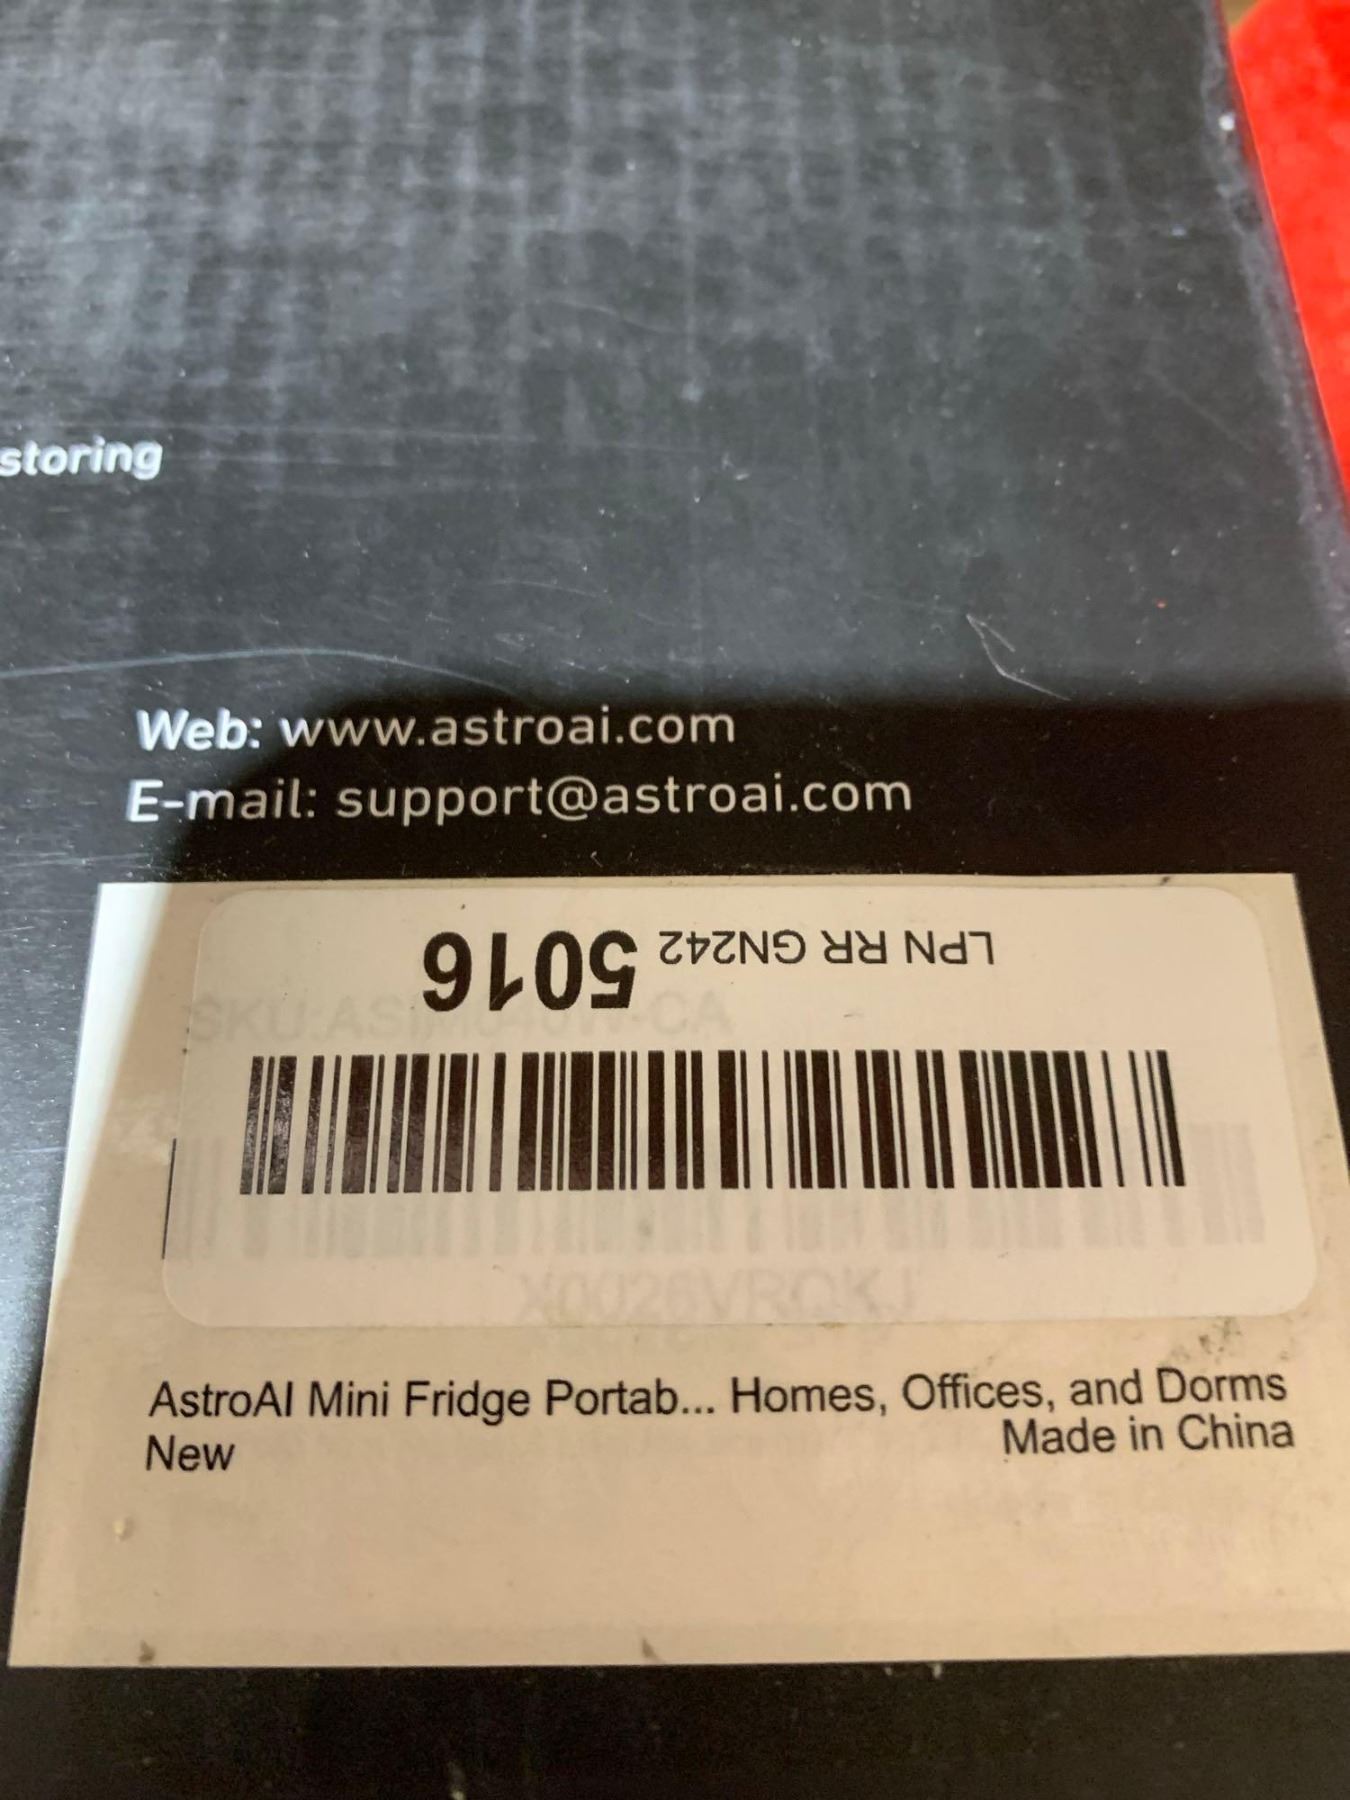 storing
Web: www.astroai.com
E-mail: support@astroai.com
LPN RR GN242 5016
AstroAI Mini Fridge Portab... Homes, Offices, and Dorms
New
Made in China